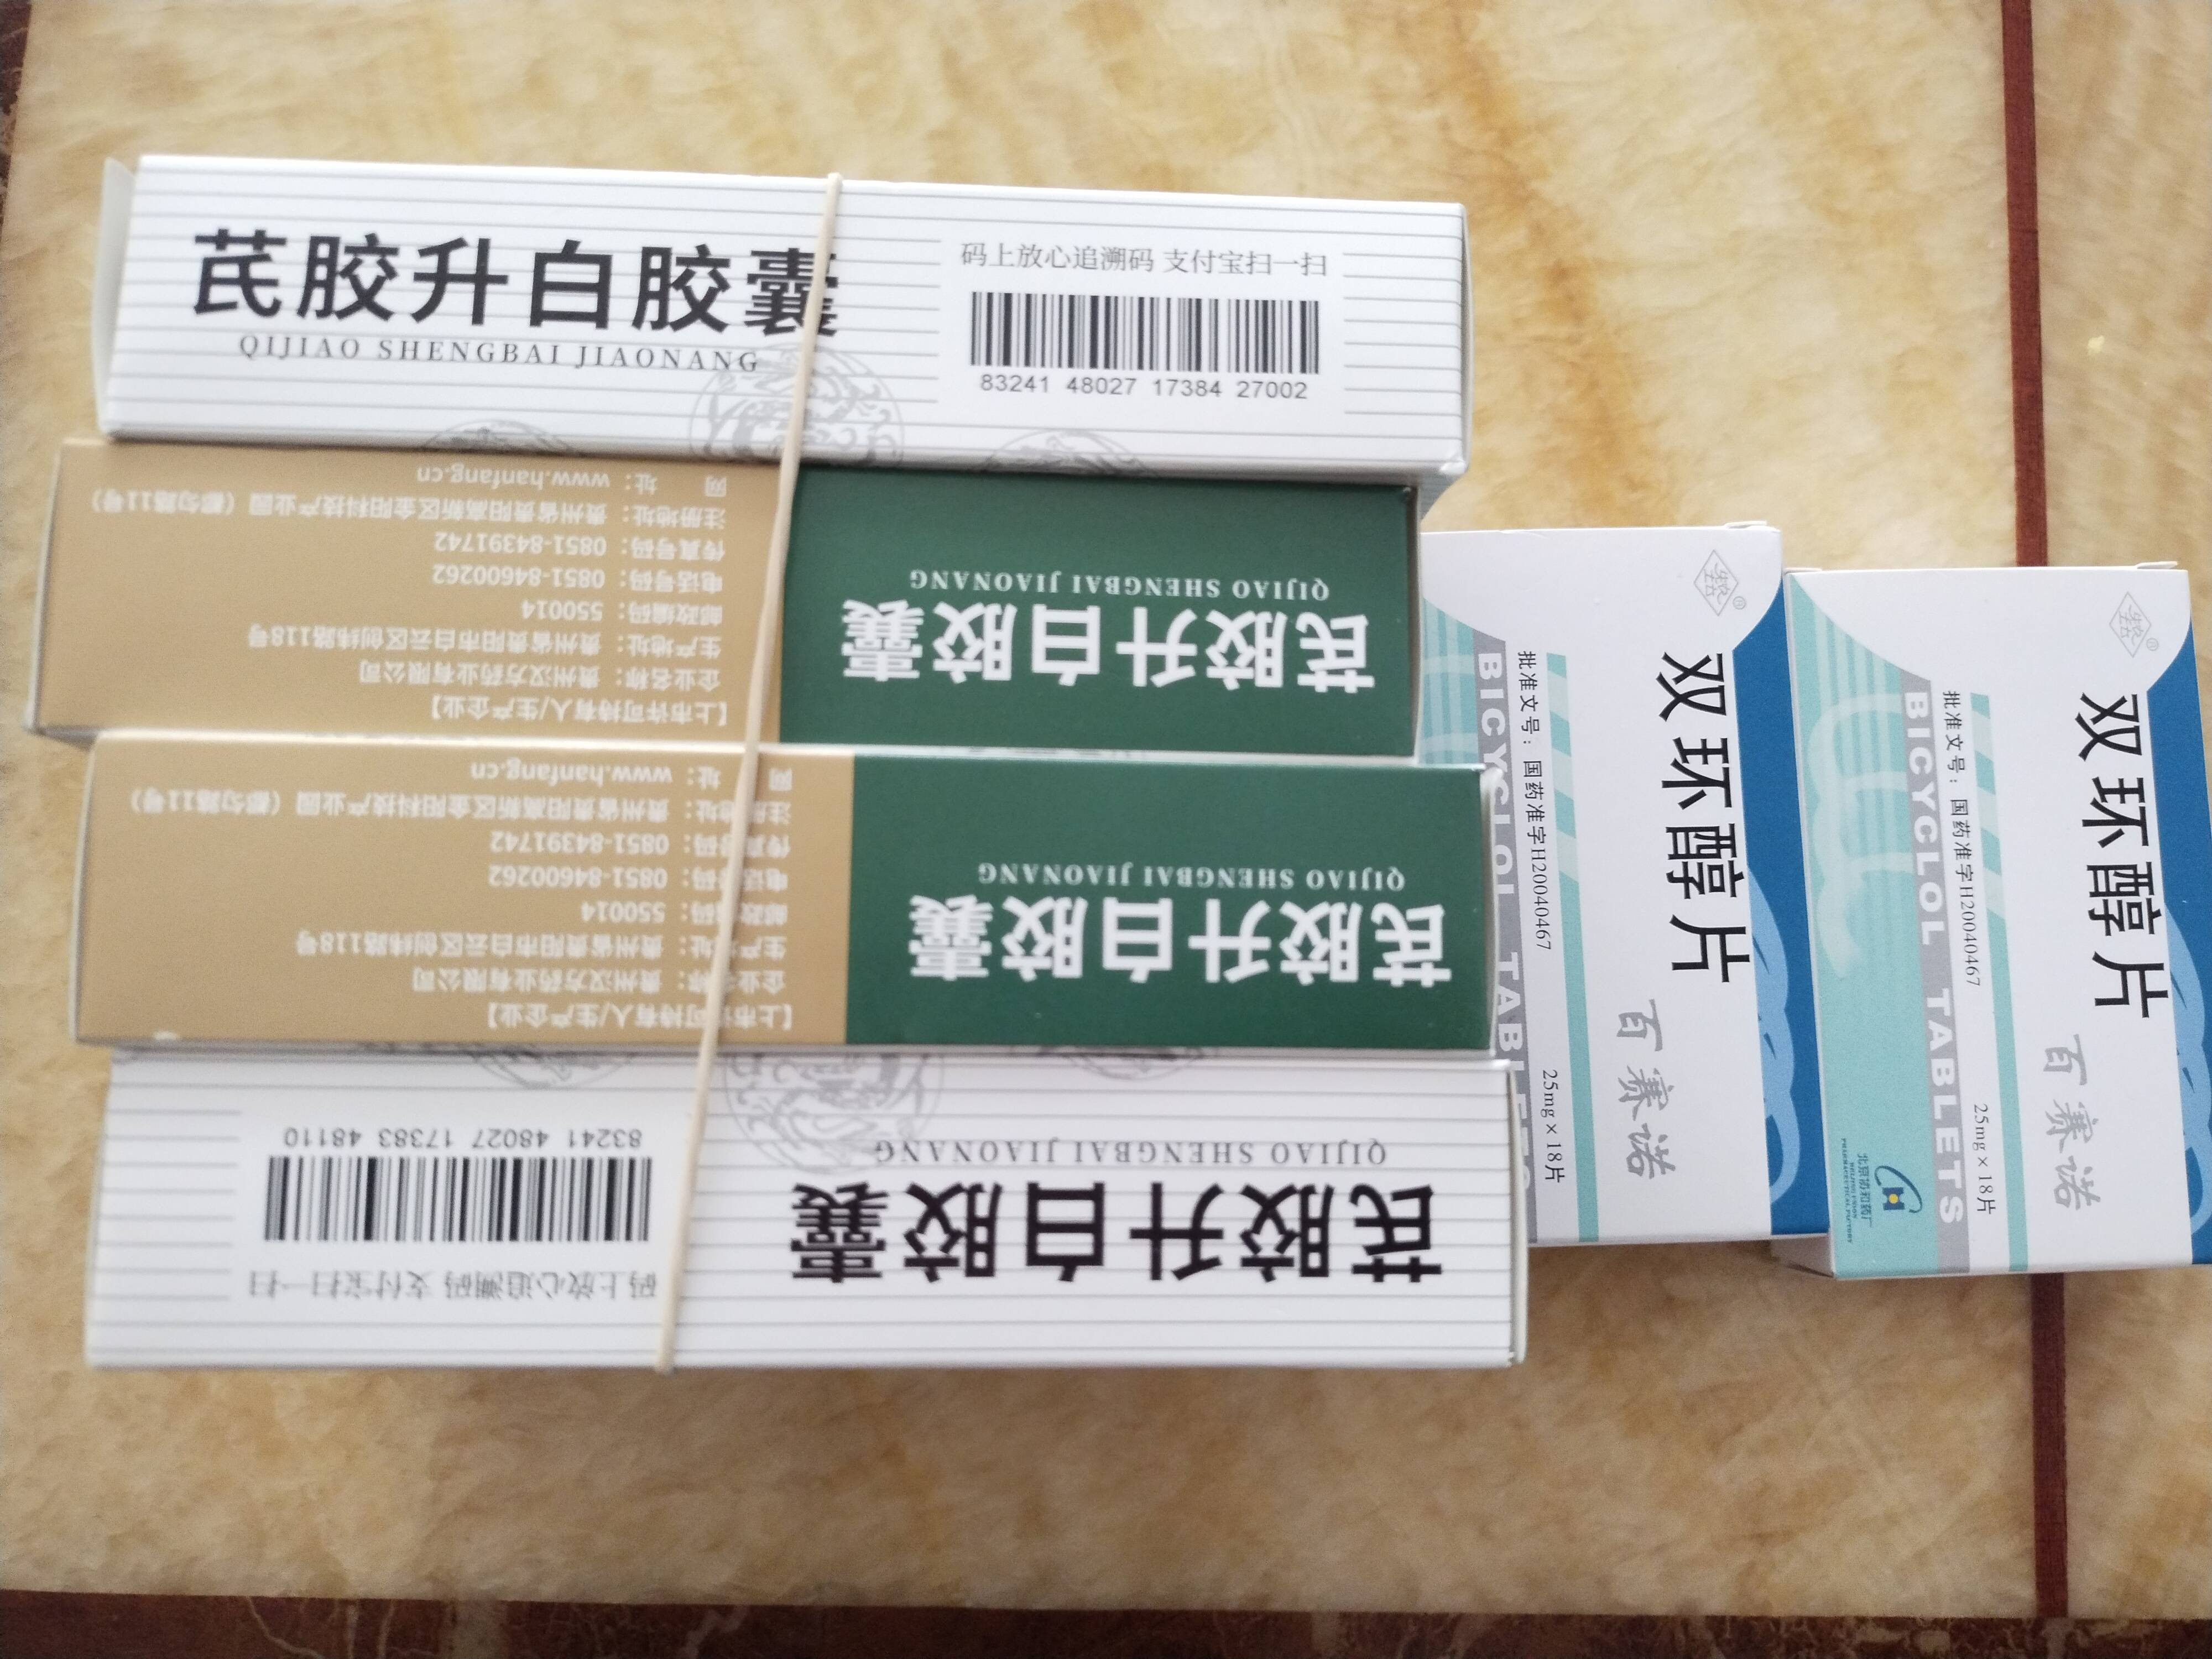 芪胶升白胶囊
QIJIAO SHENGBAI JIAONANG
码上放心追溯码 支付宝扫一扫
83241 48027 17384 27002
芪胶升白胶囊
QIJIAO SHENGBAI JIAONANG
【上市许可持有人/生产企业】
企业名称：贵州汉方药业有限公司
生产地址：贵州省贵阳市白云区创纬路118号
邮政编码：550014
电话号码：0851-84600262
传真号码：0851-84391742
注册地址：贵州省贵阳高新区金阳科技产业园（都匀路11号）
网 址：www.hanfang.cn
芪胶升白胶囊
QIJIAO SHENGBAI JIAONANG
【上市许可持有人/生产企业】
企业名称：贵州汉方药业有限公司
生产地址：贵州省贵阳市白云区创纬路118号
邮政编码：550014
电话号码：0851-84600262
传真号码：0851-84391742
注册地址：贵州省贵阳高新区金阳科技产业园（都匀路11号）
网 址：www.hanfang.cn
芪胶升白胶囊
QIJIAO SHENGBAI JIAONANG
码上放心追溯码 支付宝扫一扫
83241 48027 17383 48110
双环醇片
百赛诺
批准文号：国药准字H20040467
25mg×18片
BICYCLOL TABLETS
双环醇片
百赛诺
批准文号：国药准字H20040467
25mg×18片
BICYCLOL TABLETS
北京协和药厂